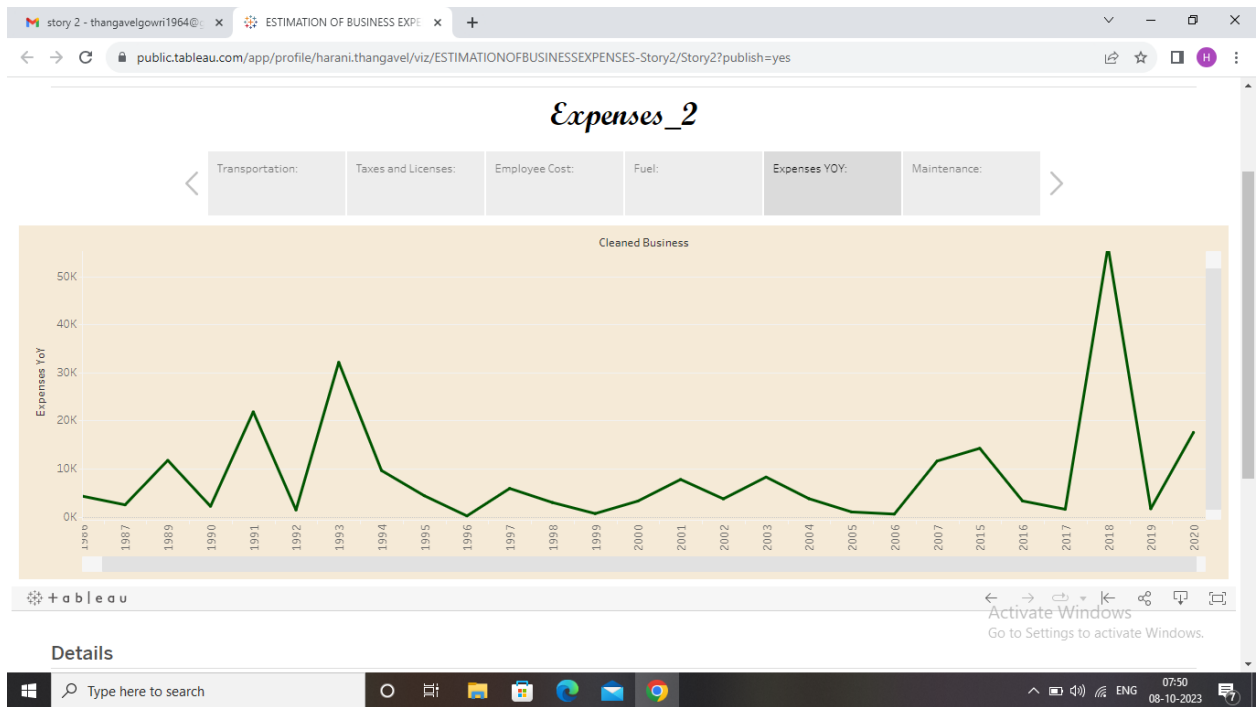 story 2 - thangavelgowri1964@g
ESTIMATION OF BUSINESS EXPE
public.tableau.com/app/profile/harani.thangavel/viz/ESTIMATIONOFBUSINESSEXPENSES-Story2/Story2?publish=yes
H
Expenses_2
Transportation: Taxes and Licenses: Employee Cost: Fuel: Expenses YOY: Maintenance:
Cleaned Business
Expenses YoY
50K
40K
30K
20K
10K
0K
1986 1987 1989 1990 1991 1992 1993 1994 1995 1996 1997 1998 1999 2000 2001 2002 2003 2004 2005 2006 2007 2015 2016 2017 2018 2019 2020
+ a b | e a u
Activate Windows
Go to Settings to activate Windows.
Details
Type here to search
ENG
07:50
08-10-2023
7